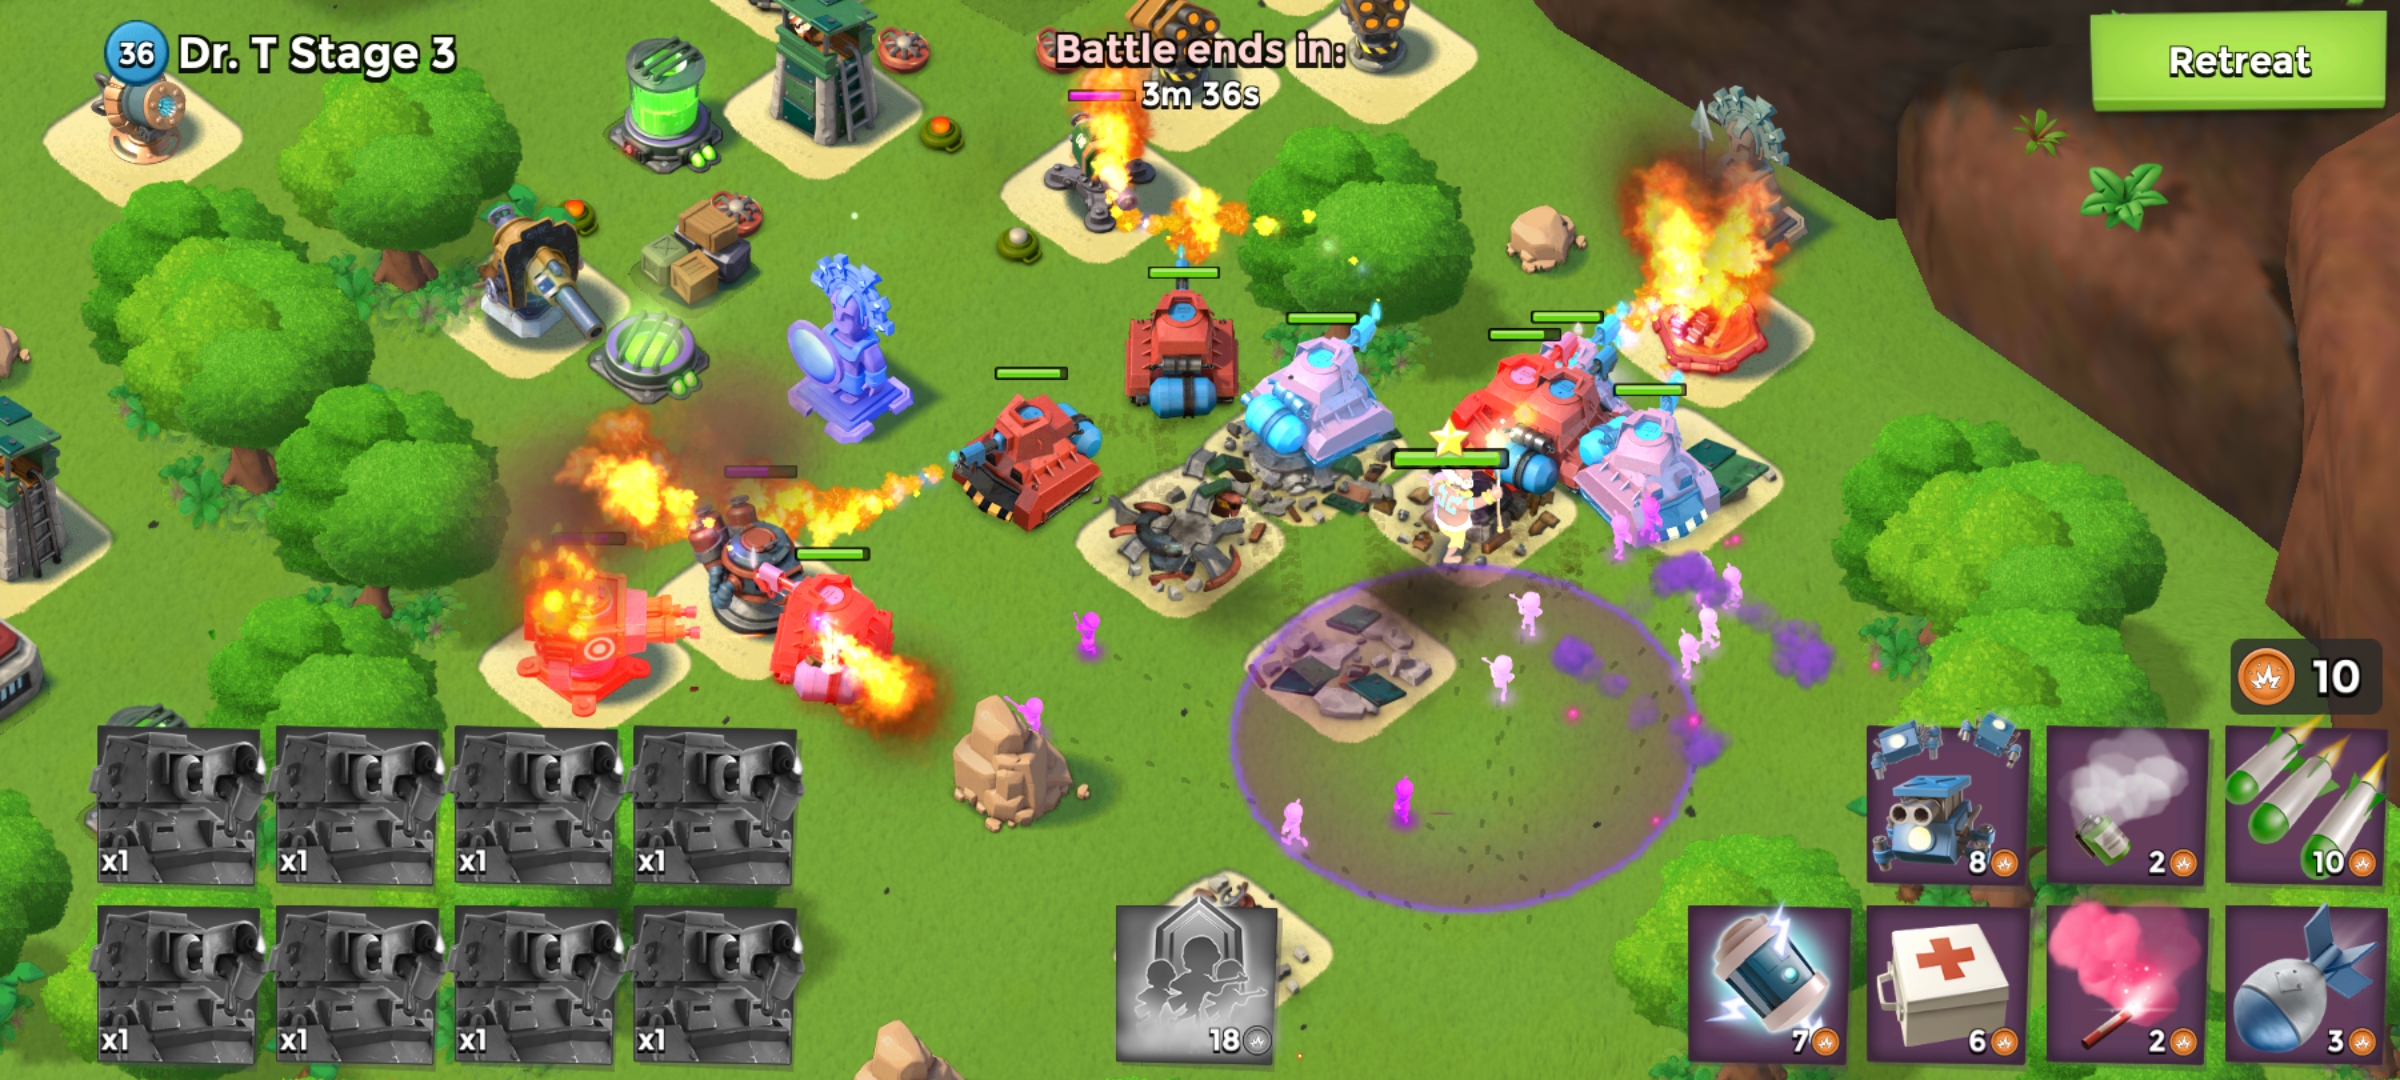 36 Dr. T Stage 3
Battle ends in:
3m 36s
Retreat
10
x1 x1 x1 x1
8 2 10
x1 x1 x1 x1
18
7 6 2 3